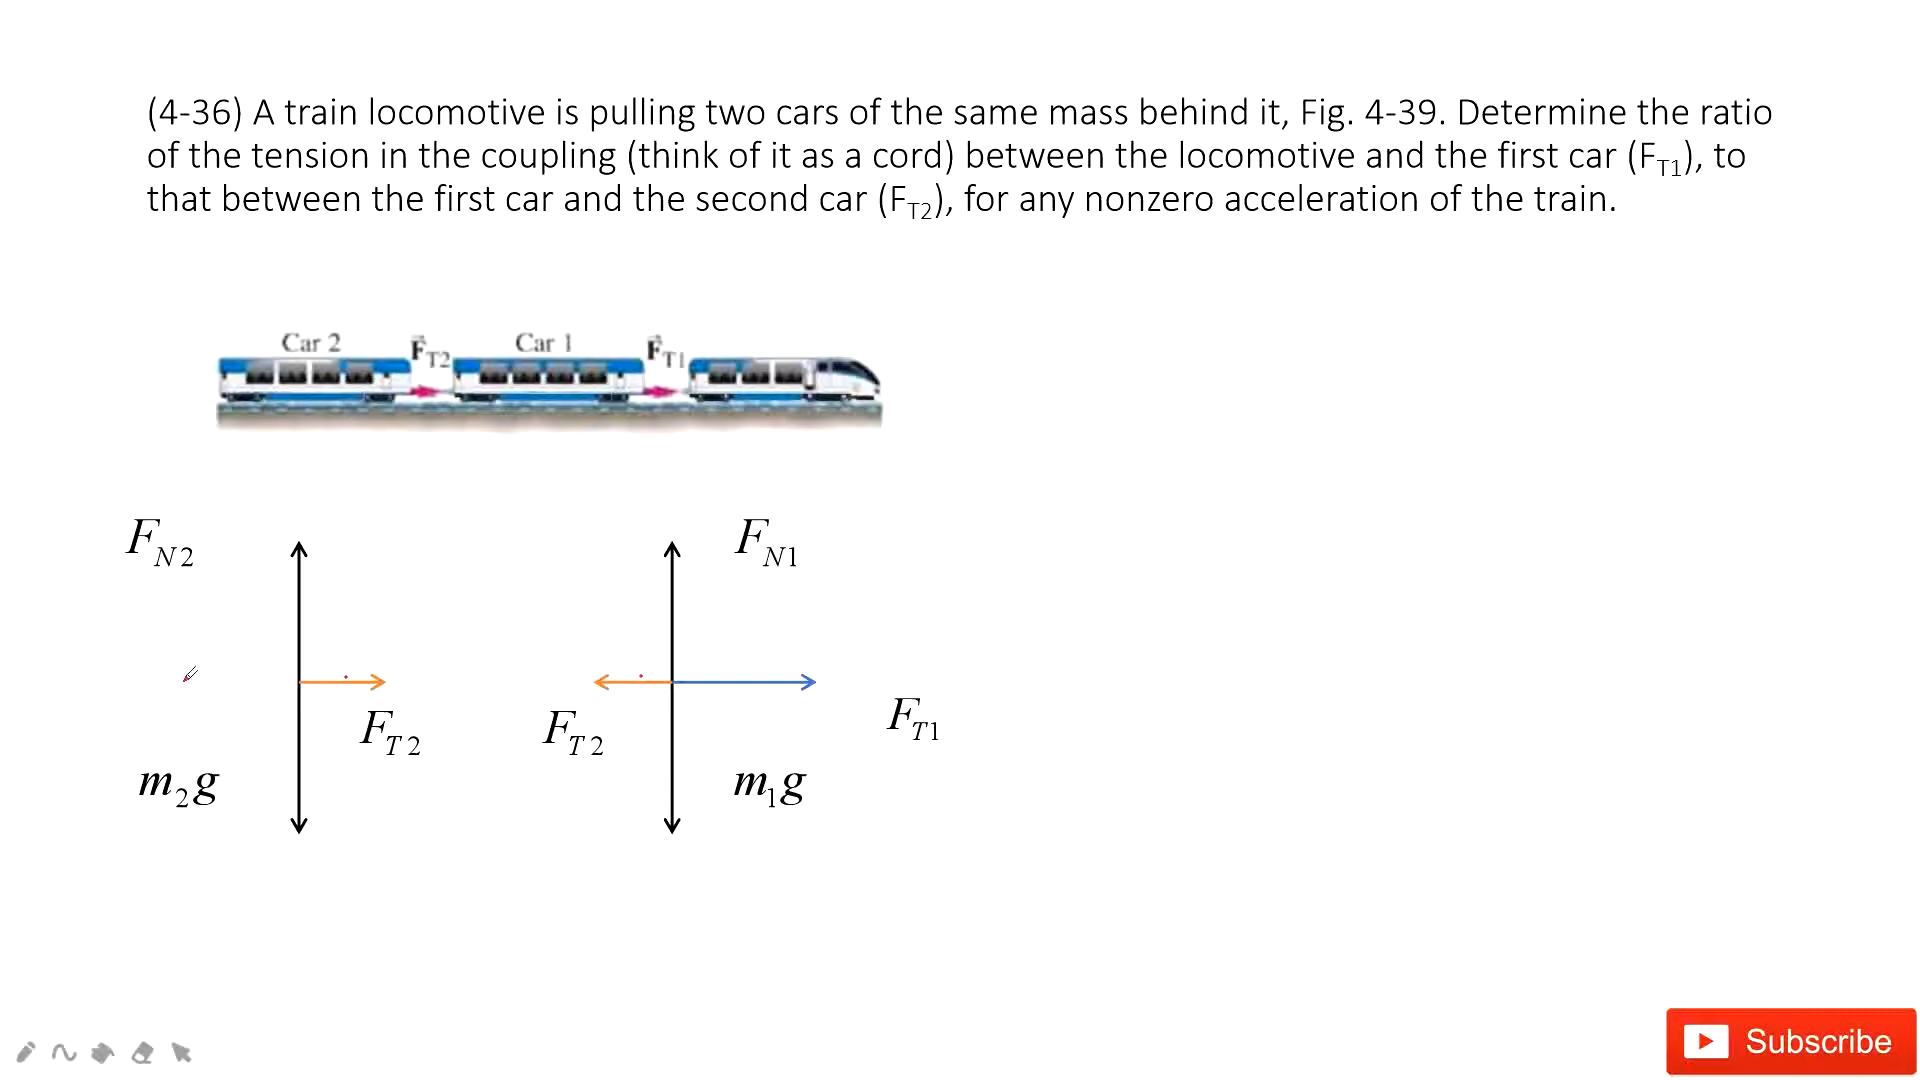 (4-36) A train locomotive is pulling two cars of the same mass behind it, Fig. 4-39. Determine the ratio
of the tension in the coupling (think of it as a cord) between the locomotive and the first car (F_T1), to
that between the first car and the second car (F_T2), for any nonzero acceleration of the train.
Car 2
F⃗_T2
Car 1
F⃗_T1
F_N2
F_N1
F_T2
F_T2
F_T1
m_2g
m_1g
Subscribe